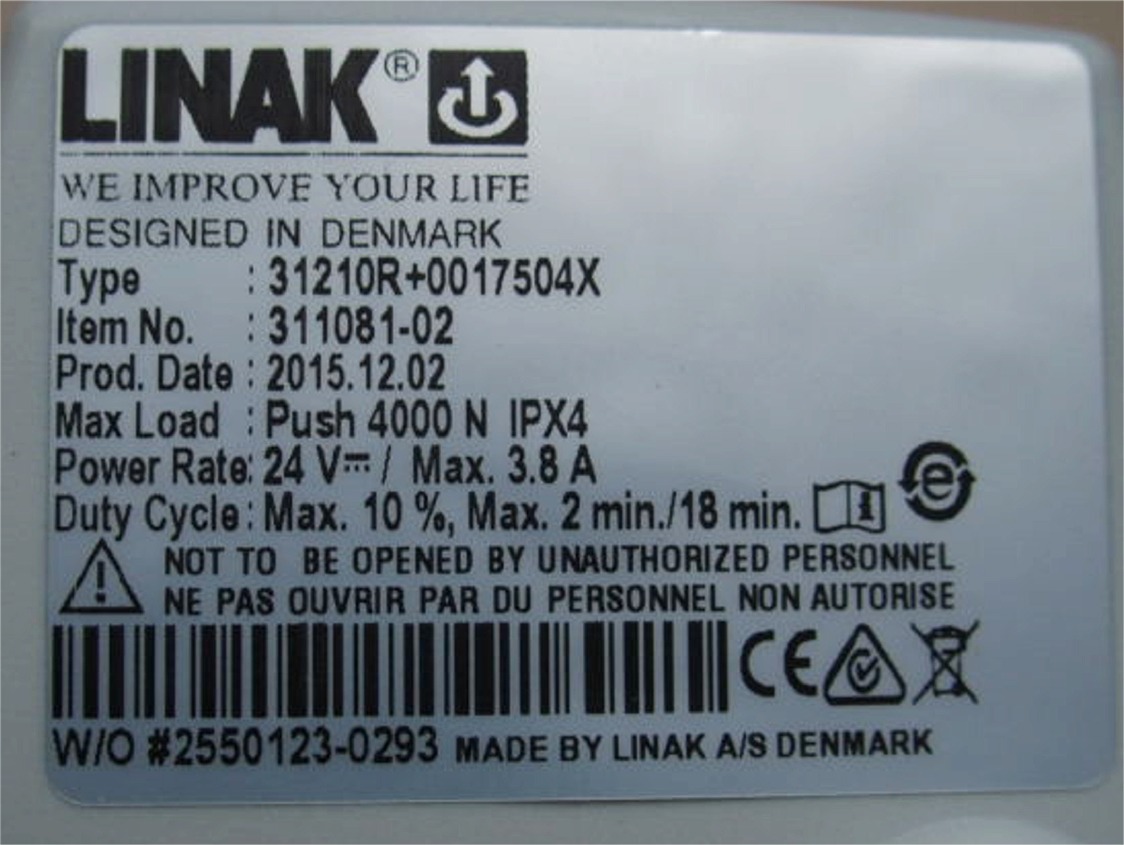 LINAK®
WE IMPROVE YOUR LIFE
DESIGNED IN DENMARK
Type : 31210R+0017504X
Item No. : 311081-02
Prod. Date : 2015.12.02
Max Load : Push 4000 N IPX4
Power Rate: 24 V⎓ / Max. 3.8 A
Duty Cycle: Max. 10 %, Max. 2 min./18 min.
NOT TO BE OPENED BY UNAUTHORIZED PERSONNEL
NE PAS OUVRIR PAR DU PERSONNEL NON AUTORISE
CE
W/O #2550123-0293 MADE BY LINAK A/S DENMARK